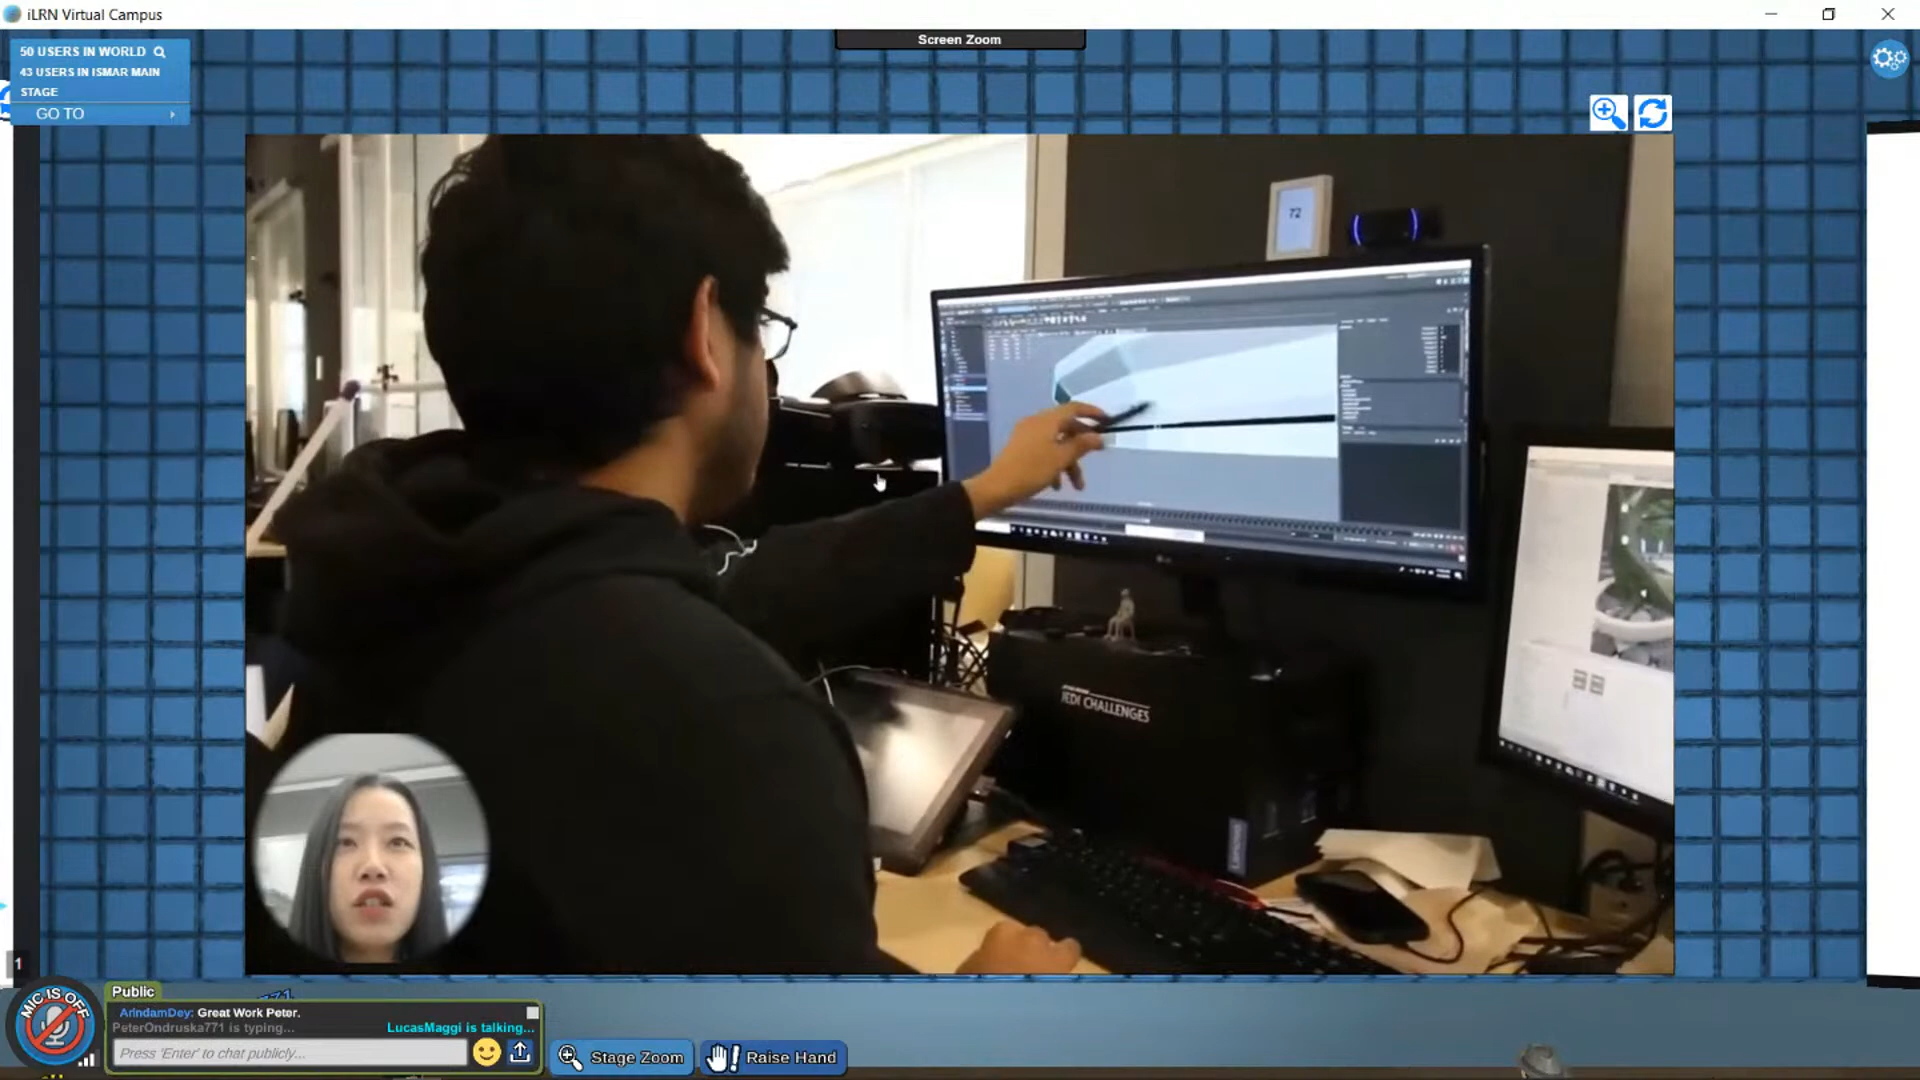 iLRN Virtual Campus
50 USERS IN WORLD
43 USERS IN ISMAR MAIN
STAGE
GO TO
Screen Zoom
72
JEDI CHALLENGES
Lenovo
1
MIC IS OFF
Public
ArindamDey: Great Work Peter.
PeterOndruska771 is typing...
LucasMaggi is talking...
Press 'Enter' to chat publicly...
Stage Zoom
Raise Hand